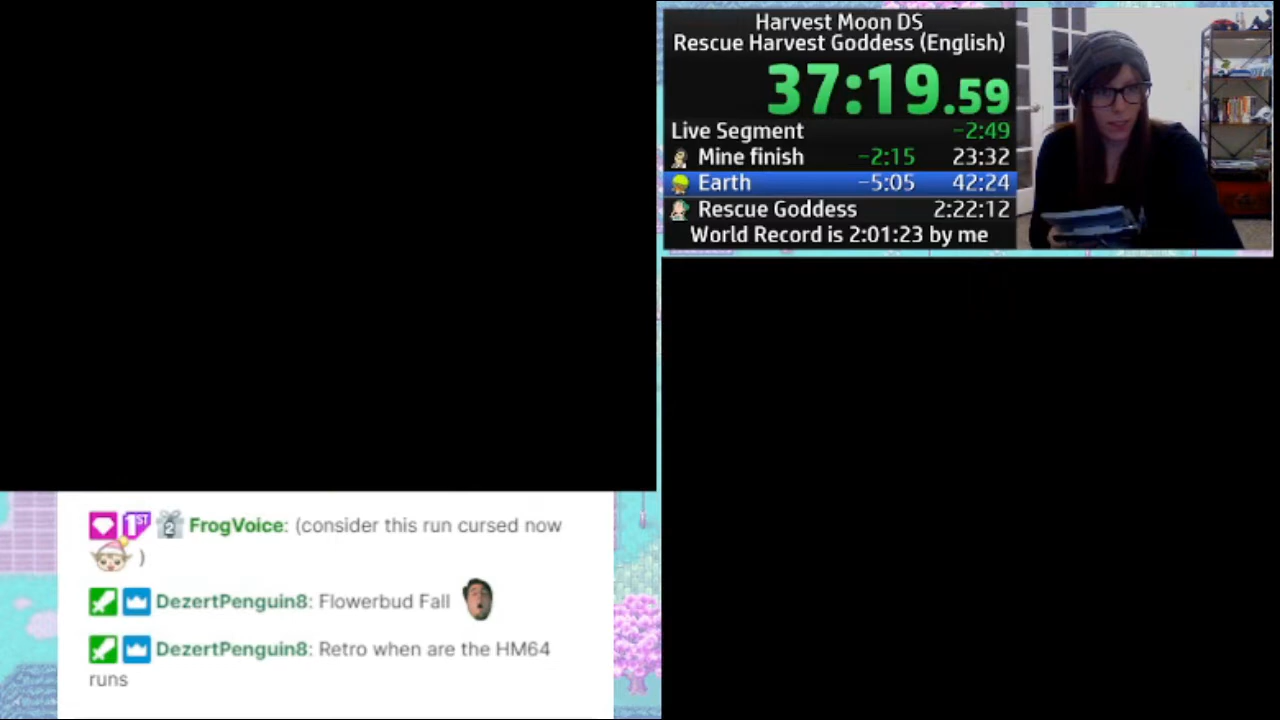 Harvest Moon DS
Rescue Harvest Goddess (English)
37:19.59
Live Segment -2:49
Mine finish -2:15 23:32
Earth -5:05 42:24
Rescue Goddess 2:22:12
World Record is 2:01:23 by me
1ST 2 FrogVoice: (consider this run cursed now
)
DezertPenguin8: Flowerbud Fall
DezertPenguin8: Retro when are the HM64
runs